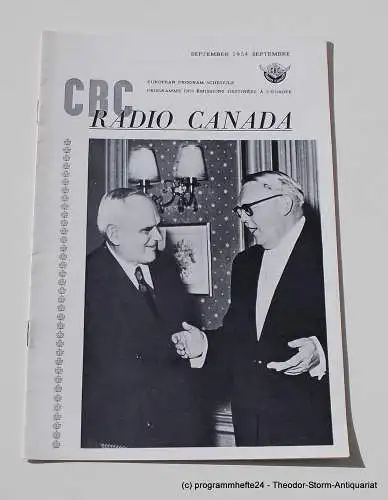 SEPTEMBER 1954 SEPTEMBRE
EUROPEAN PROGRAM SCHEDULE
PROGRAMME DES ÉMISSIONS DESTINÉES À L'EUROPE
CBC
RADIO CANADA
(c) programmhefte24 - Theodor-Storm-Antiquariat